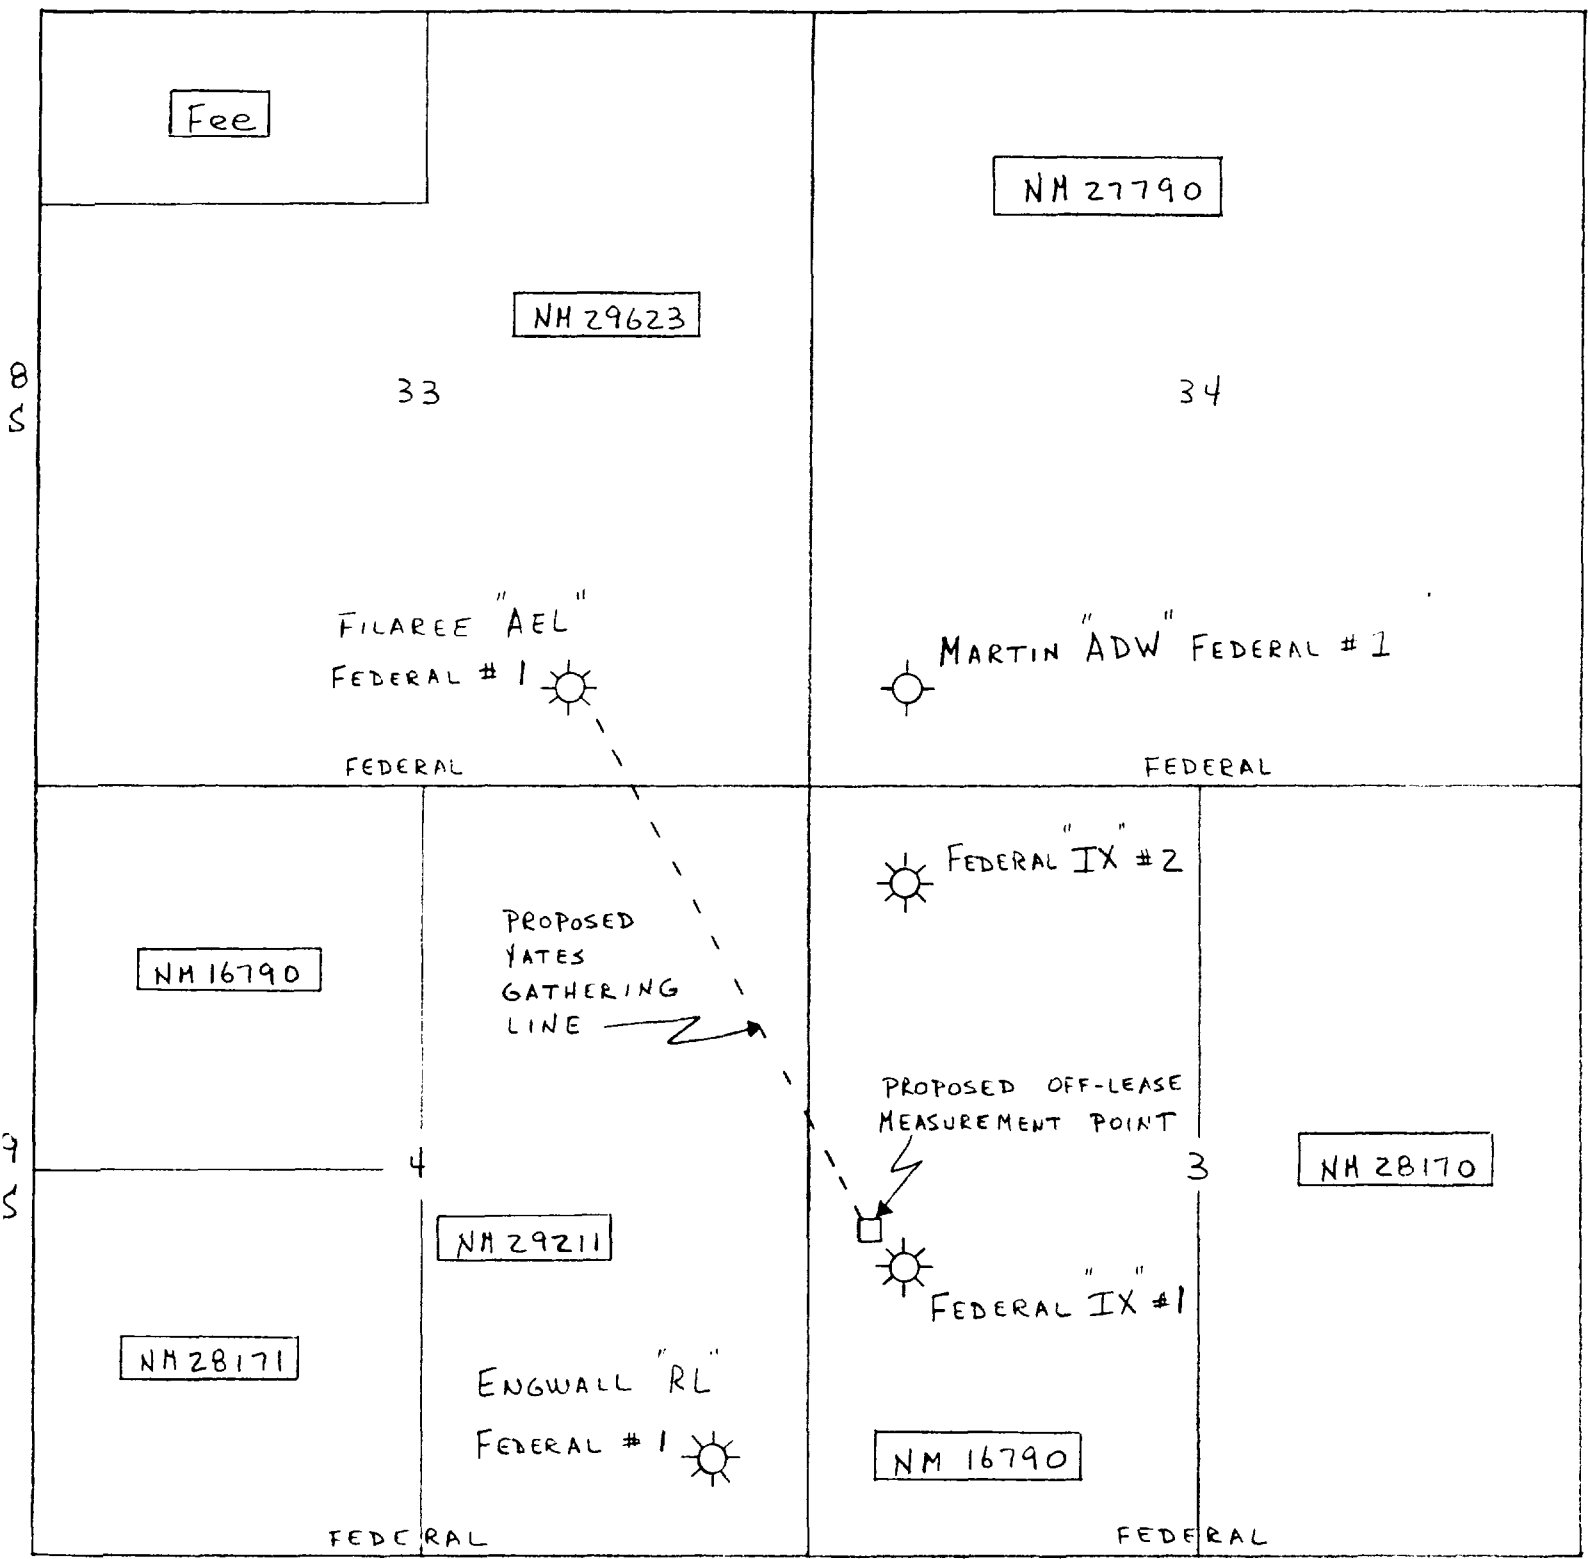 Fee
NM 27790
NM 29623
8
S
33
34
FILAREE "AEL"
FEDERAL # 1
MARTIN "ADW" FEDERAL # 1
FEDERAL
FEDERAL
FEDERAL "IX" #2
PROPOSED
YATES
GATHERING
LINE
NM 16790
PROPOSED OFF-LEASE
MEASUREMENT POINT
9
S
4
3
NM 28170
NM 29211
FEDERAL "IX" #1
NM 28171
ENGWALL "RL"
FEDERAL # 1
NM 16790
FEDERAL
FEDERAL